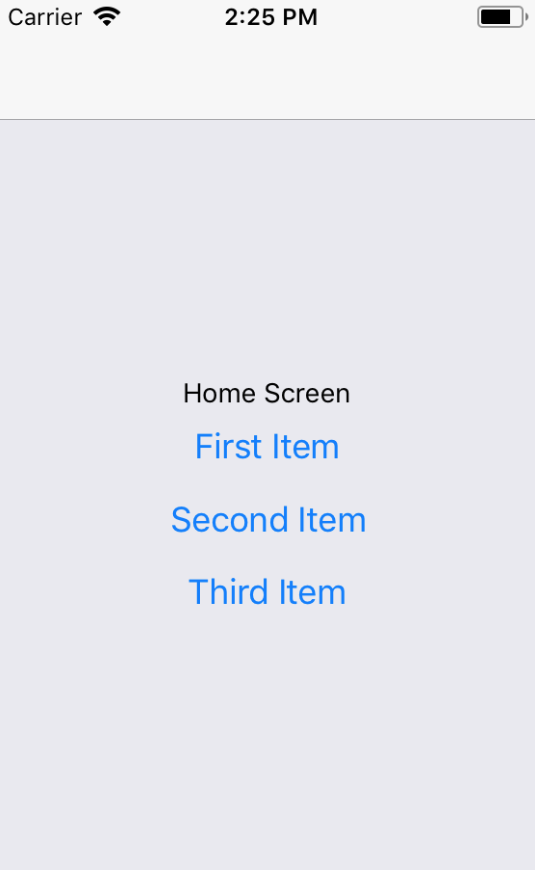 Carrier 2:25 PM
Home Screen
First Item
Second Item
Third Item